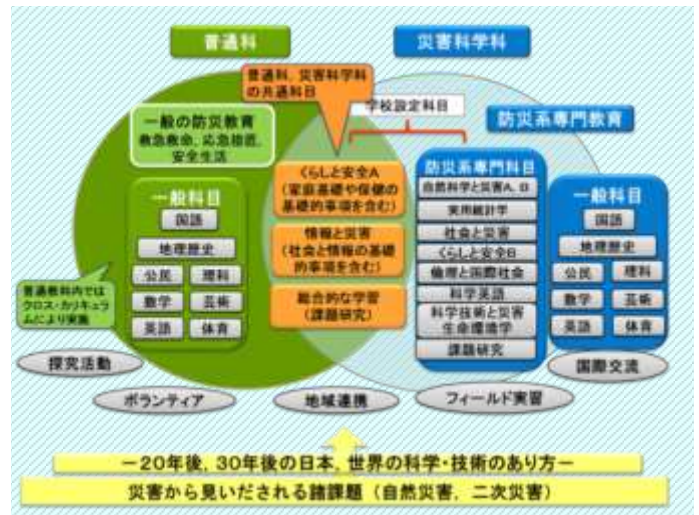 普通科
災害科学科
普通科，災害科学科
の共通科目
学校設定科目
一般の防災教育
救急救命，応急措置，
安全生活
防災系専門教育
一般科目
国語
地理歴史
公民
理科
数学
芸術
英語
体育
くらしと安全A
(家庭基礎や保健の
基礎的事項を含む)
情報と災害
(社会と情報の基礎
的事項を含む)
総合的な学習
(課題研究)
防災系専門科目
自然科学と災害A，B
実用統計学
社会と災害
くらしと安全B
倫理と国際社会
科学英語
科学技術と災害
生命環境学
課題研究
一般科目
国語
地理歴史
公民
理科
数学
芸術
英語
体育
普通教科内では
クロス・カリキュラ
ムにより実施
探究活動
ボランティア
地域連携
フィールド実習
国際交流
－20年後，30年後の日本，世界の科学・技術のあり方－
災害から見いだされる諸課題（自然災害，二次災害）